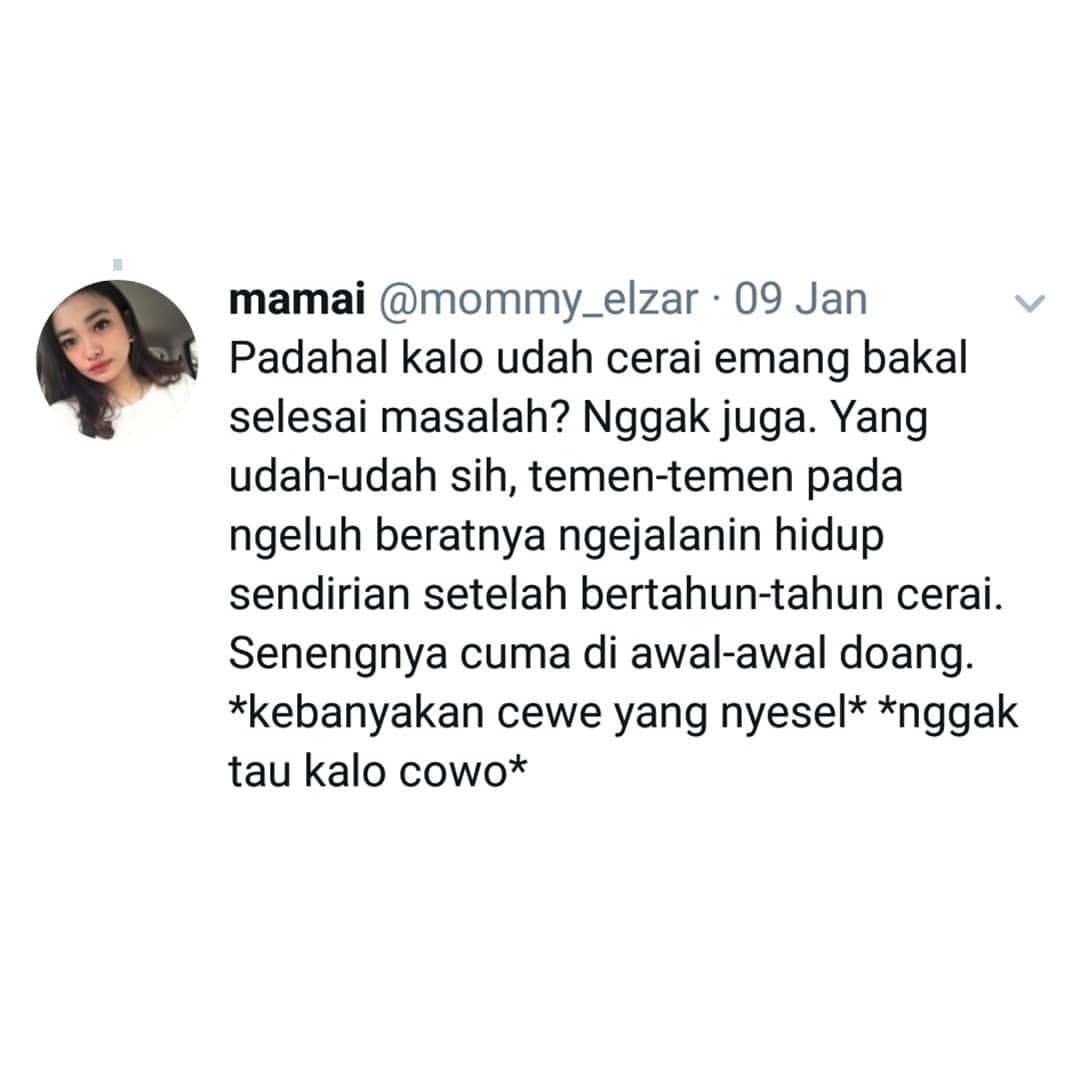 mamai @mommy_elzar · 09 Jan
Padahal kalo udah cerai emang bakal
selesai masalah? Nggak juga. Yang
udah-udah sih, temen-temen pada
ngeluh beratnya ngejalanin hidup
sendirian setelah bertahun-tahun cerai.
Senengnya cuma di awal-awal doang.
*kebanyakan cewe yang nyesel* *nggak
tau kalo cowo*